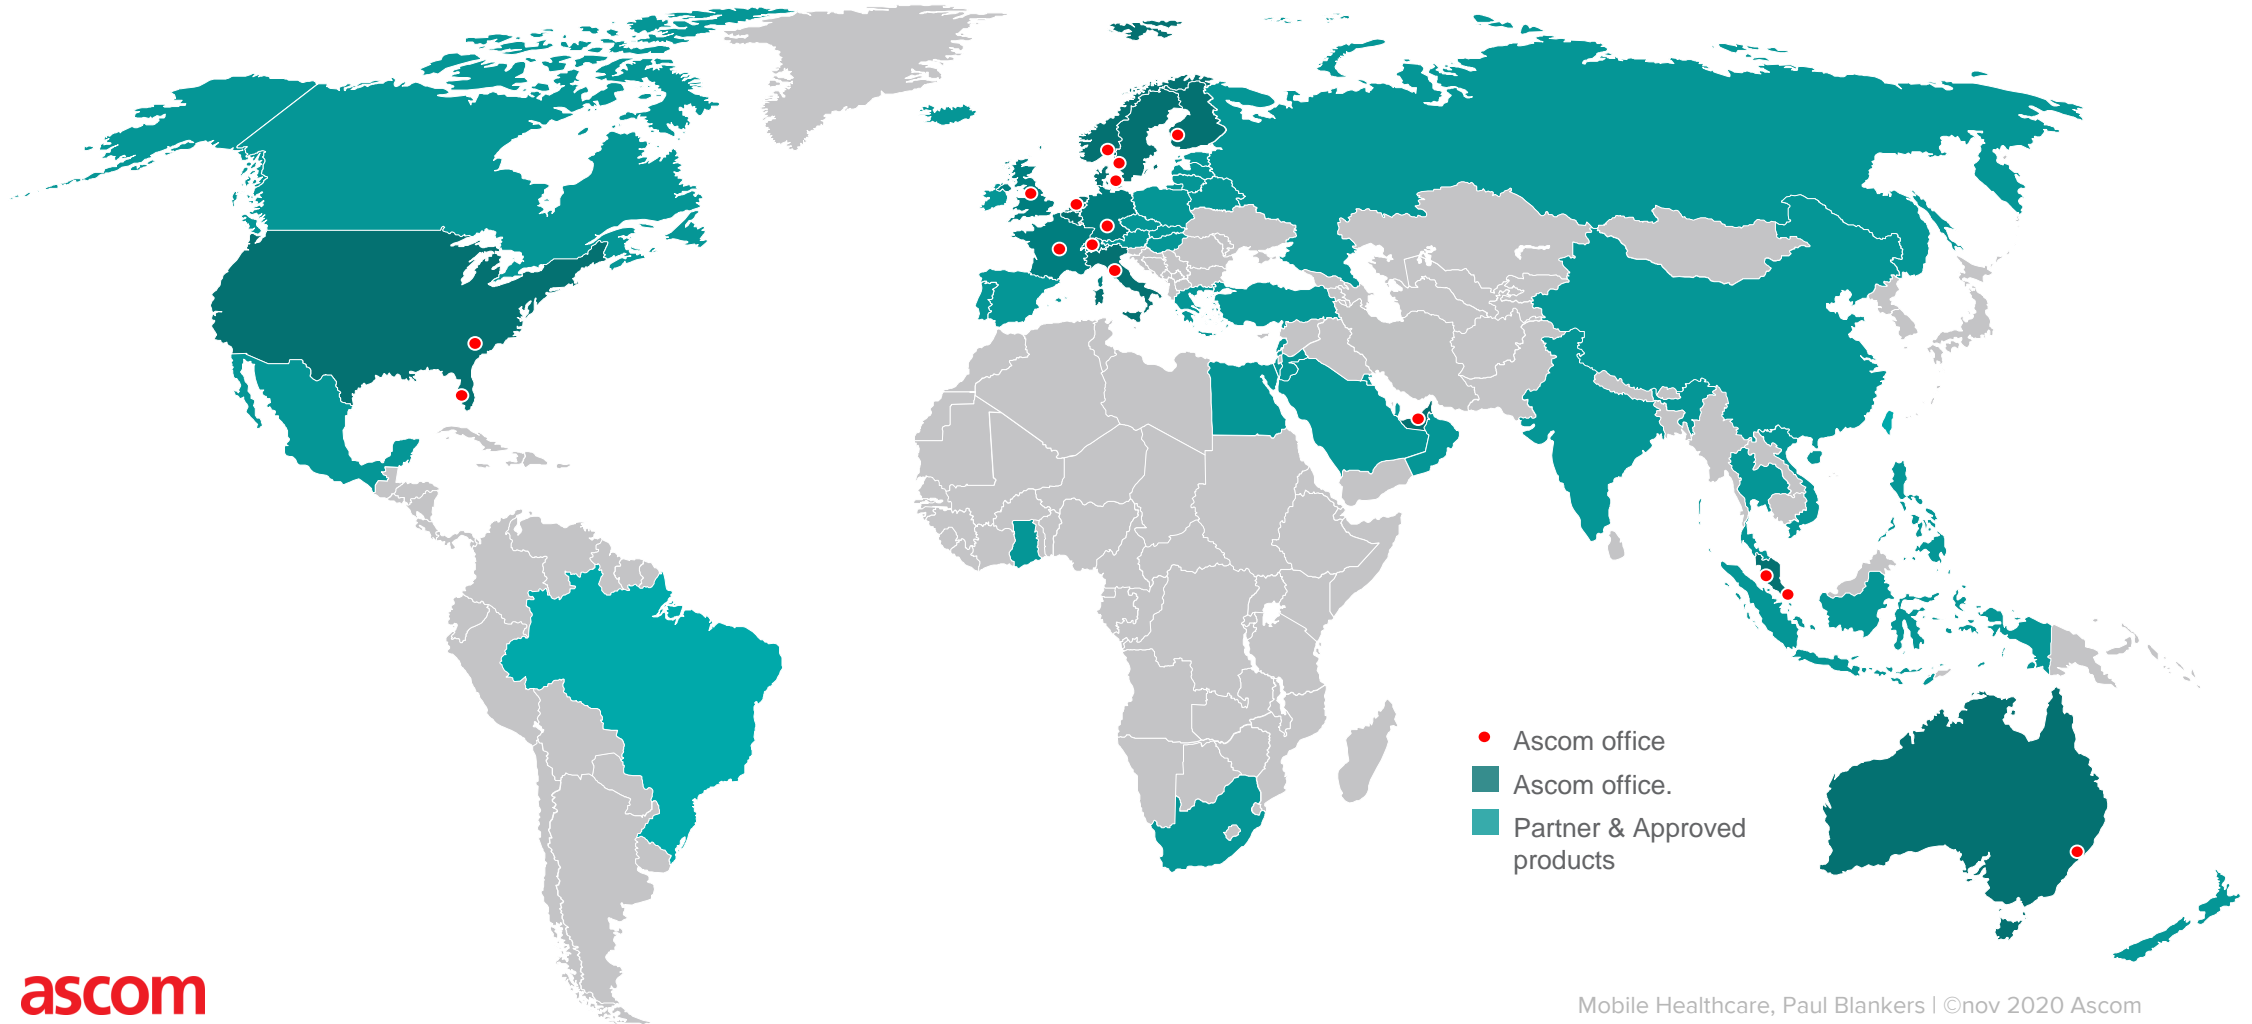 Ascom office
Ascom office.
Partner & Approved
products
ascom
Mobile Healthcare, Paul Blankers | ©nov 2020 Ascom